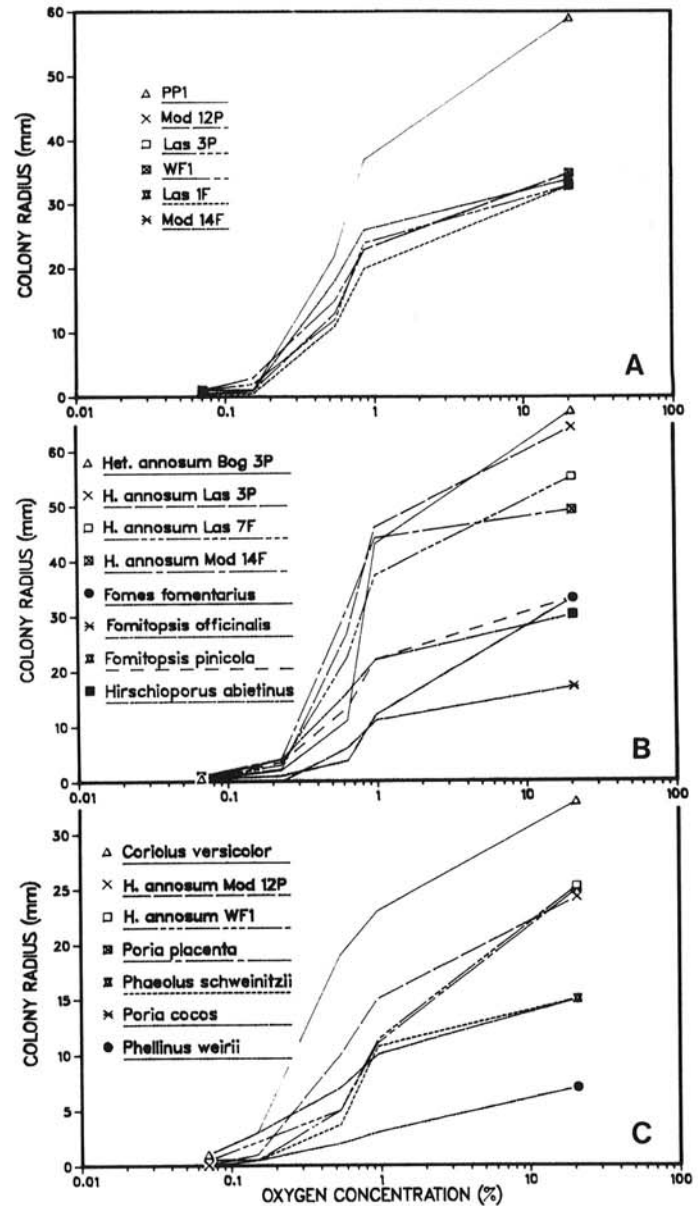 60
50
40
30
20
10
0
COLONY RADIUS (mm)
PP1
Mod 12P
Las 3P
WF1
Las 1F
Mod 14F
A
0.01 0.1 1 10 100
60
50
40
30
20
10
0
COLONY RADIUS (mm)
Het. annosum Bog 3P
H. annosum Las 3P
H. annosum Las 7F
H. annosum Mod 14F
Fomes fomentarius
Fomitopsis officinalis
Fomitopsis pinicola
Hirschioporus abietinus
B
0.01 0.1 1 10 100
30
25
20
15
10
5
0
COLONY RADIUS (mm)
Coriolus versicolor
H. annosum Mod 12P
H. annosum WF1
Poria placenta
Phaeolus schweinitzii
Poria cocos
Phellinus weirii
C
0.01 0.1 1 10 100
OXYGEN CONCENTRATION (%)